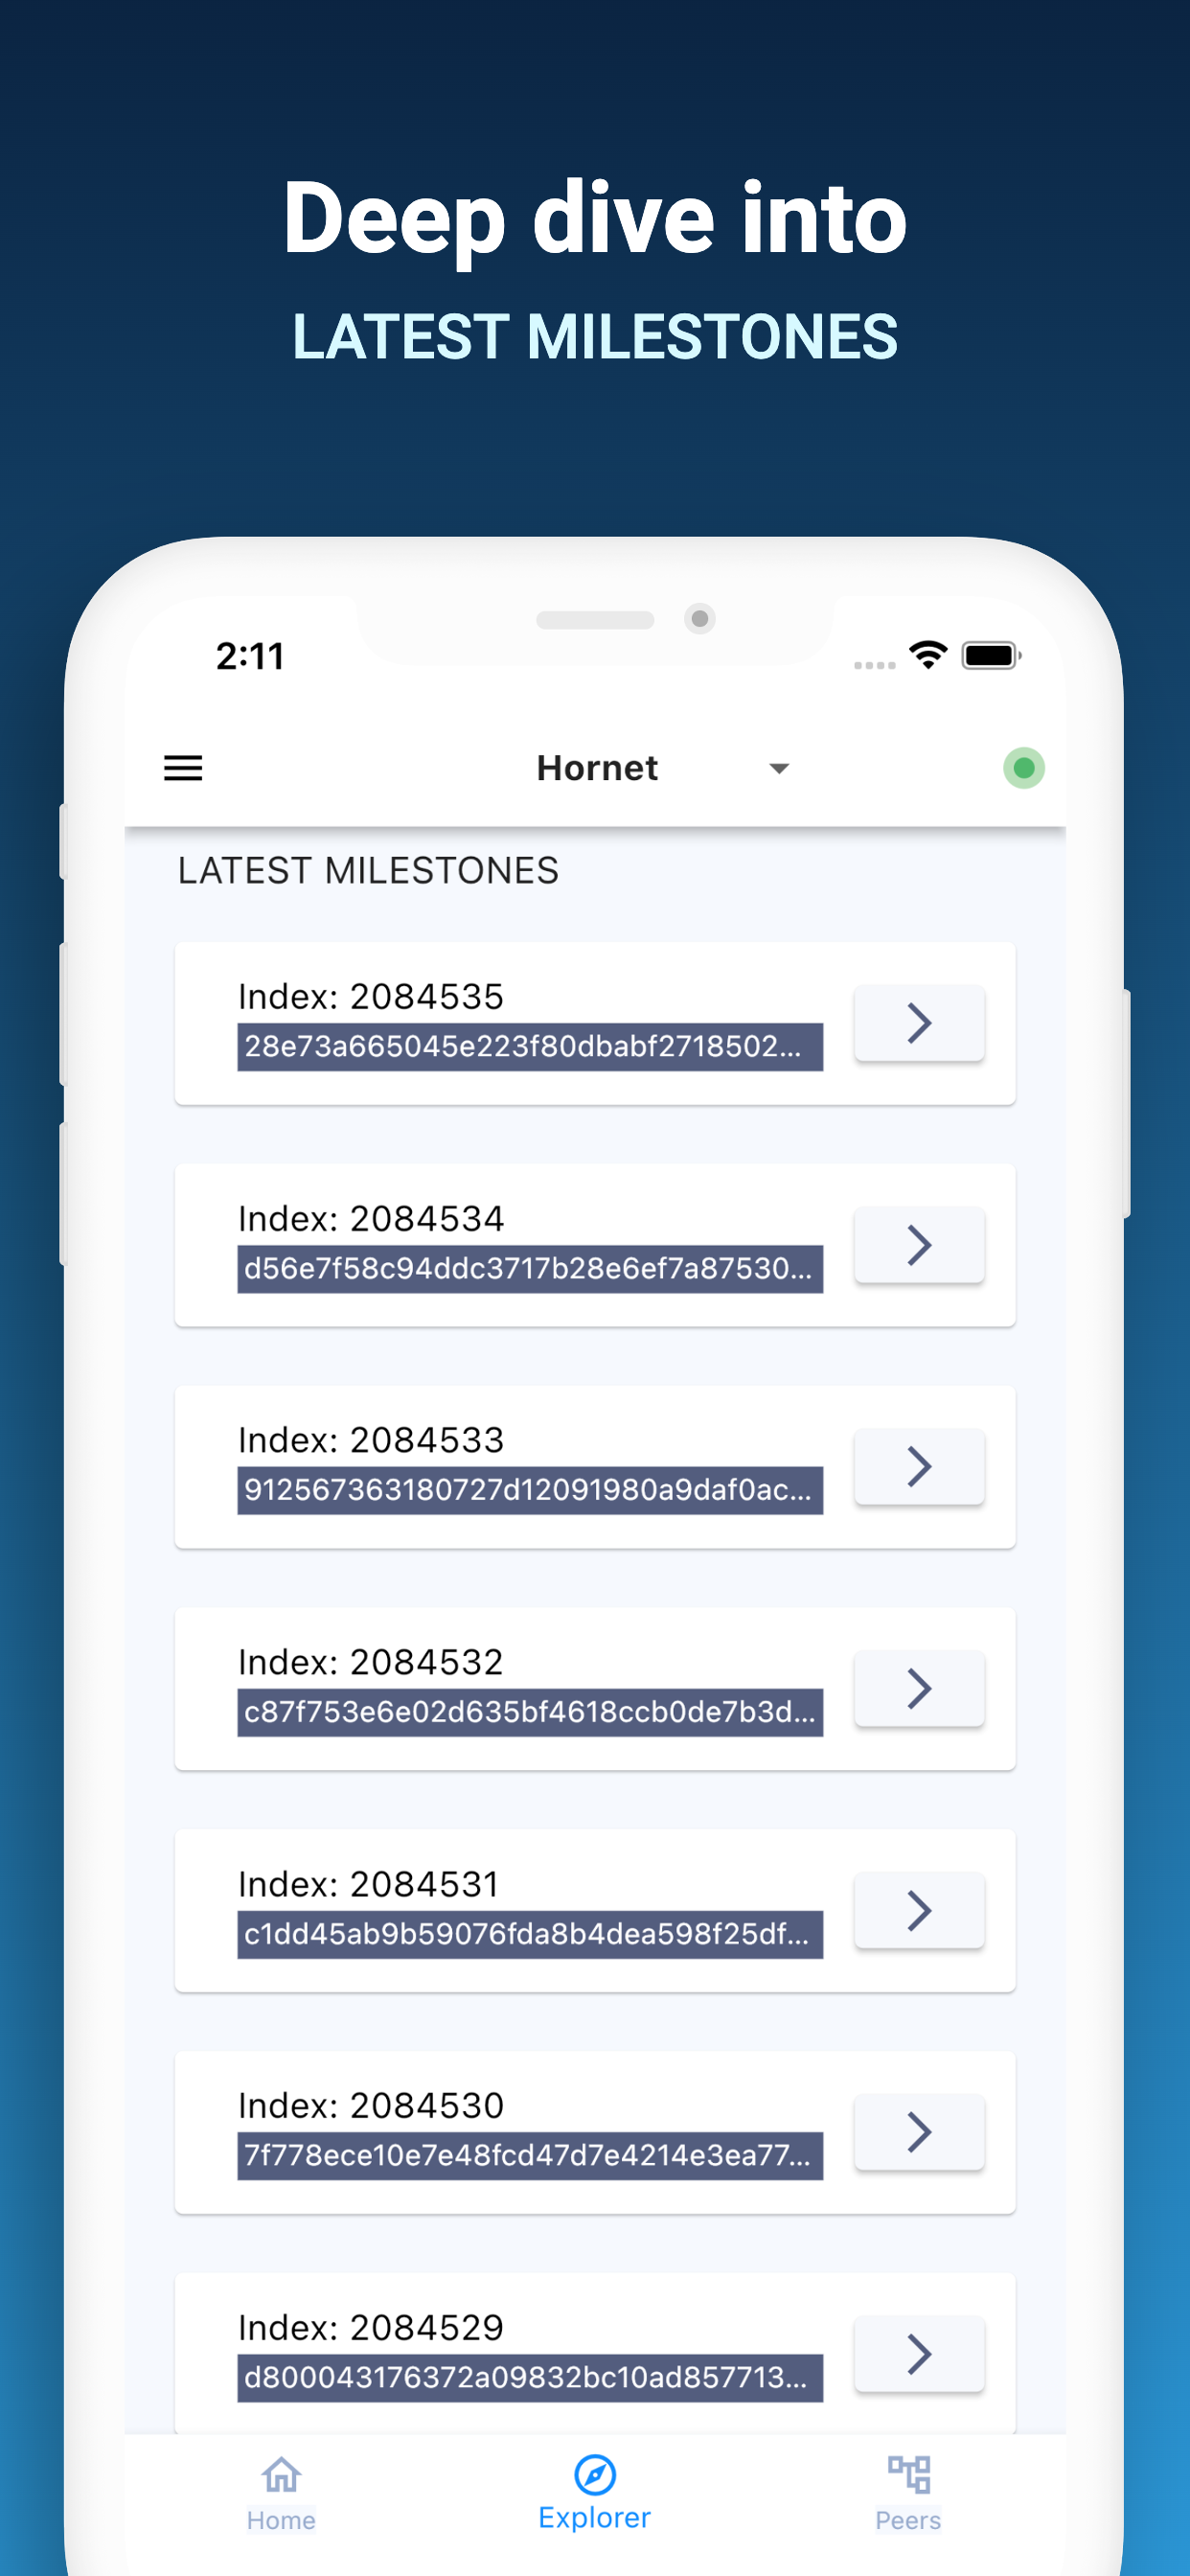 Deep dive into
LATEST MILESTONES
2:11
Hornet
LATEST MILESTONES
Index: 2084535
28e73a665045e223f80dbabf2718502...
Index: 2084534
d56e7f58c94ddc3717b28e6ef7a87530...
Index: 2084533
912567363180727d12091980a9daf0ac...
Index: 2084532
c87f753e6e02d635bf4618ccb0de7b3d...
Index: 2084531
c1dd45ab9b59076fda8b4dea598f25df...
Index: 2084530
7f778ece10e7e48fcd47d7e4214e3ea77...
Index: 2084529
d800043176372a09832bc10ad857713...
Home
Explorer
Peers